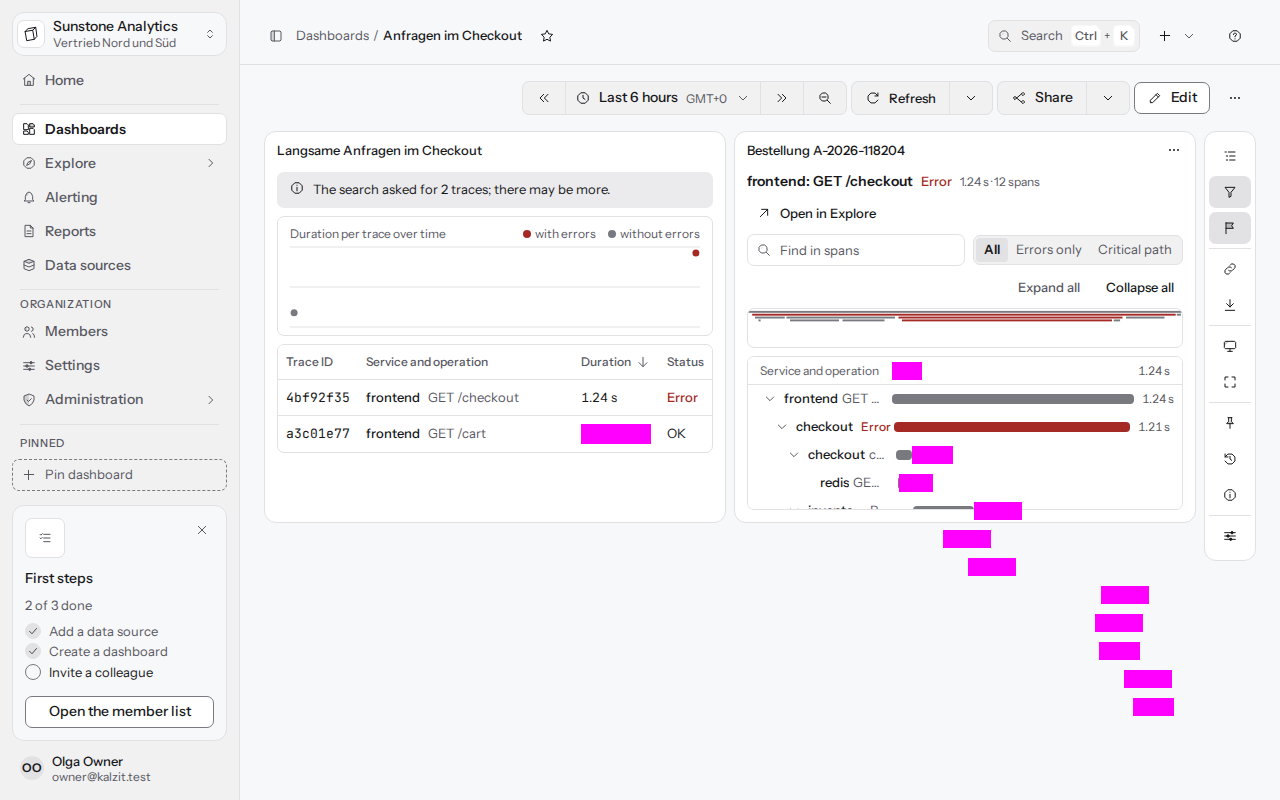 Sunstone Analytics
Vertrieb Nord und Süd
Home
Dashboards
Explore
Alerting
Reports
Data sources
ORGANIZATION
Members
Settings
Administration
PINNED
Pin dashboard
First steps
2 of 3 done
Add a data source
Create a dashboard
Invite a colleague
Open the member list
OO Olga Owner
owner@kalzit.test
Dashboards / Anfragen im Checkout
Search Ctrl + K
Last 6 hours GMT+0
Refresh
Share
Edit
Langsame Anfragen im Checkout
The search asked for 2 traces; there may be more.
Duration per trace over time with errors without errors
Trace ID Service and operation Duration Status
4bf92f35 frontend GET /checkout 1.24 s Error
a3c01e77 frontend GET /cart OK
Bestellung A-2026-118204
frontend: GET /checkout Error 1.24 s · 12 spans
Open in Explore
Find in spans All Errors only Critical path
Expand all Collapse all
Service and operation 1.24 s
frontend GET ... 1.24 s
checkout Error 1.21 s
checkout c...
redis GE...